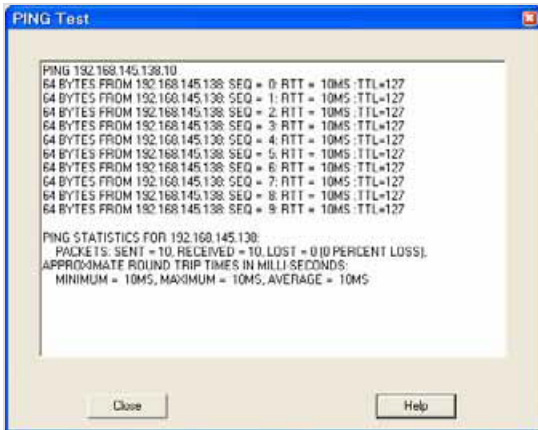 PING Test
PING 192.168.145.138,10
64 BYTES FROM 192.168.145.138: SEQ = 0: RTT = 10MS :TTL=127
64 BYTES FROM 192.168.145.138: SEQ = 1: RTT = 10MS :TTL=127
64 BYTES FROM 192.168.145.138: SEQ = 2: RTT = 10MS :TTL=127
64 BYTES FROM 192.168.145.138: SEQ = 3: RTT = 10MS :TTL=127
64 BYTES FROM 192.168.145.138: SEQ = 4: RTT = 10MS :TTL=127
64 BYTES FROM 192.168.145.138: SEQ = 5: RTT = 10MS :TTL=127
64 BYTES FROM 192.168.145.138: SEQ = 6: RTT = 10MS :TTL=127
64 BYTES FROM 192.168.145.138: SEQ = 7: RTT = 10MS :TTL=127
64 BYTES FROM 192.168.145.138: SEQ = 8: RTT = 10MS :TTL=127
64 BYTES FROM 192.168.145.138: SEQ = 9: RTT = 10MS :TTL=127
PING STATISTICS FOR 192.168.145.138:
PACKETS: SENT = 10, RECEIVED = 10, LOST = 0 (0 PERCENT LOSS),
APPROXIMATE ROUND TRIP TIMES IN MILLI SECONDS:
MINIMUM = 10MS, MAXIMUM = 10MS, AVERAGE = 10MS
Close
Help